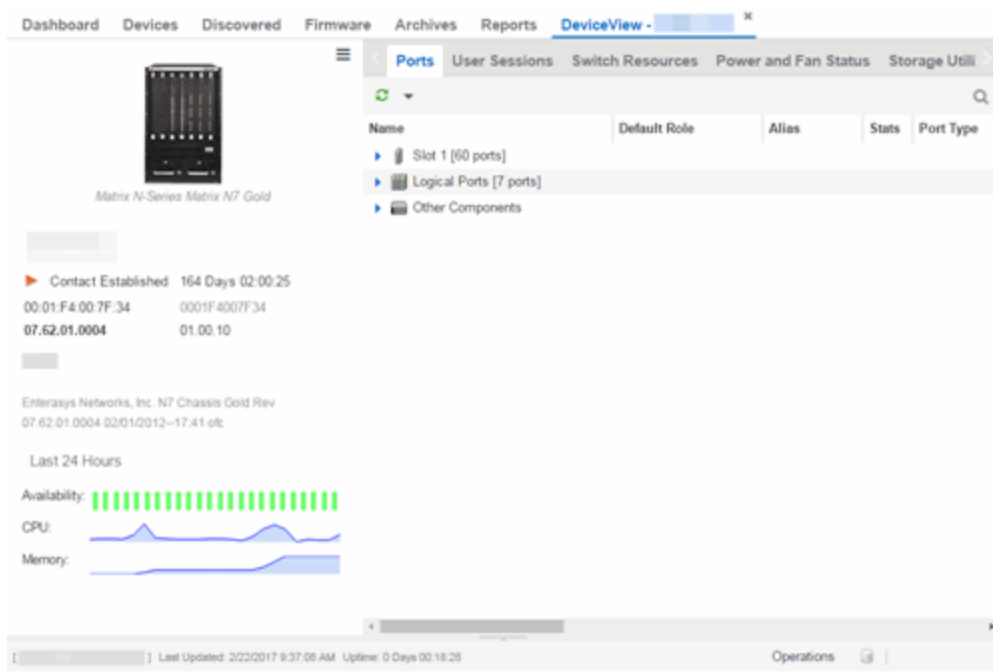 Dashboard Devices Discovered Firmware Archives Reports DeviceView -
Ports User Sessions Switch Resources Power and Fan Status Storage Utili
Name Default Role Alias Stats Port Type
Slot 1 [60 ports]
Logical Ports [7 ports]
Other Components
Matrix N-Series Matrix N7 Gold
Contact Established 164 Days 02:00:25
00:01:F4:00:7F:34 0001F4007F34
07.62.01.0004 01.00.10
Enterasys Networks, Inc. N7 Chassis Gold Rev
07.62.01.0004 02/01/2012--17:41 ofc
Last 24 Hours
Availability:
CPU:
Memory:
[ ] Last Updated: 2/22/2017 9:37:08 AM Uptime: 0 Days 00:18:28 Operations